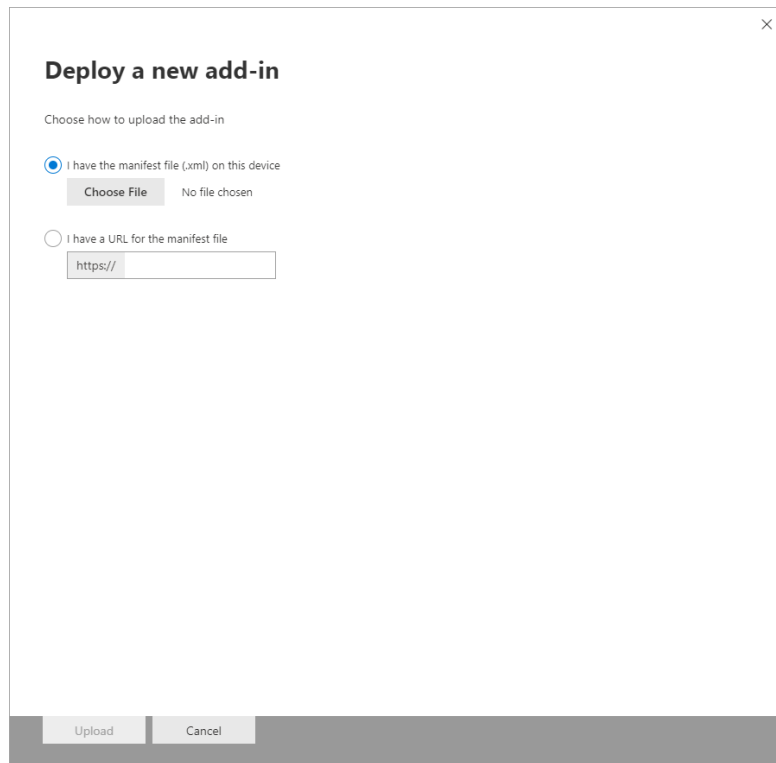 Deploy a new add-in
Choose how to upload the add-in
I have the manifest file (.xml) on this device
Choose File No file chosen
I have a URL for the manifest file
https://
Upload Cancel